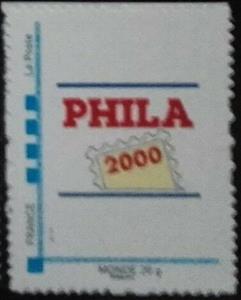 La Poste
FRANCE
PHILA
2000
MONDE 20 g